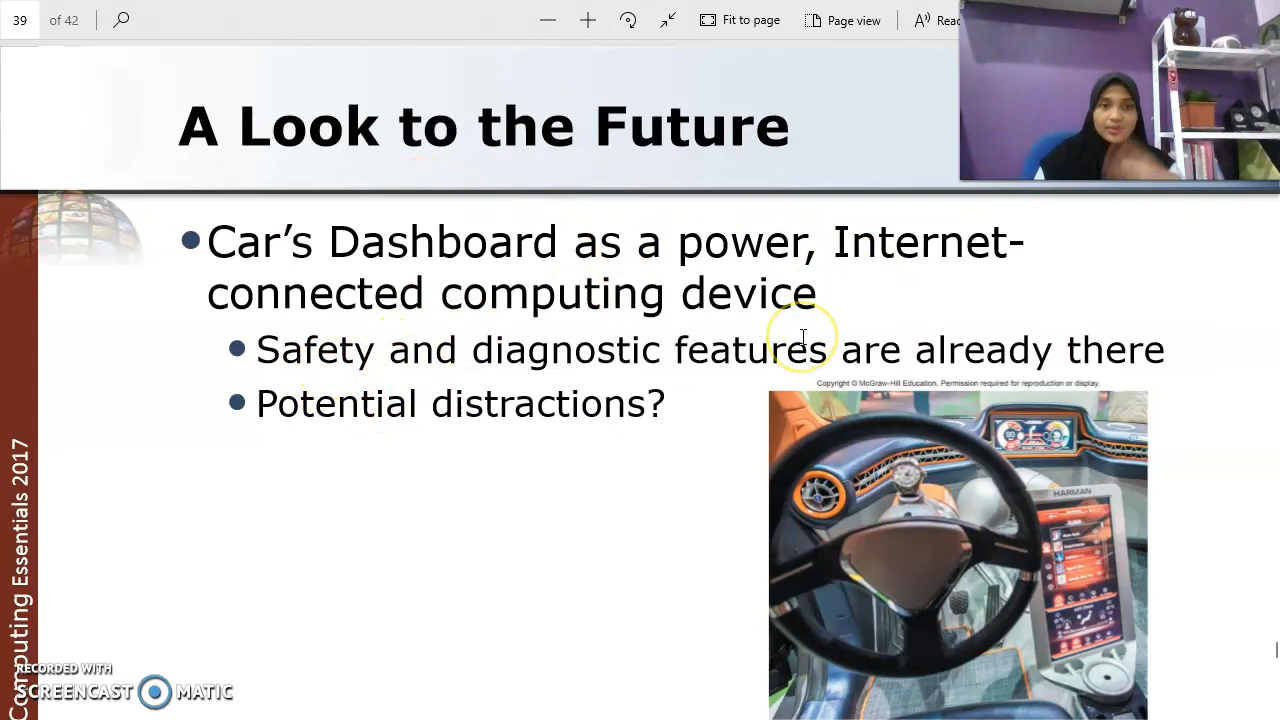 39 of 42
Fit to page
Page view
Read
A Look to the Future
Car’s Dashboard as a power, Internet-
connected computing device
Safety and diagnostic features are already there
Potential distractions?
Copyright © McGraw-Hill Education. Permission required for reproduction or display.
HARMAN
Computing Essentials 2017
RECORDED WITH
SCREENCAST MATIC